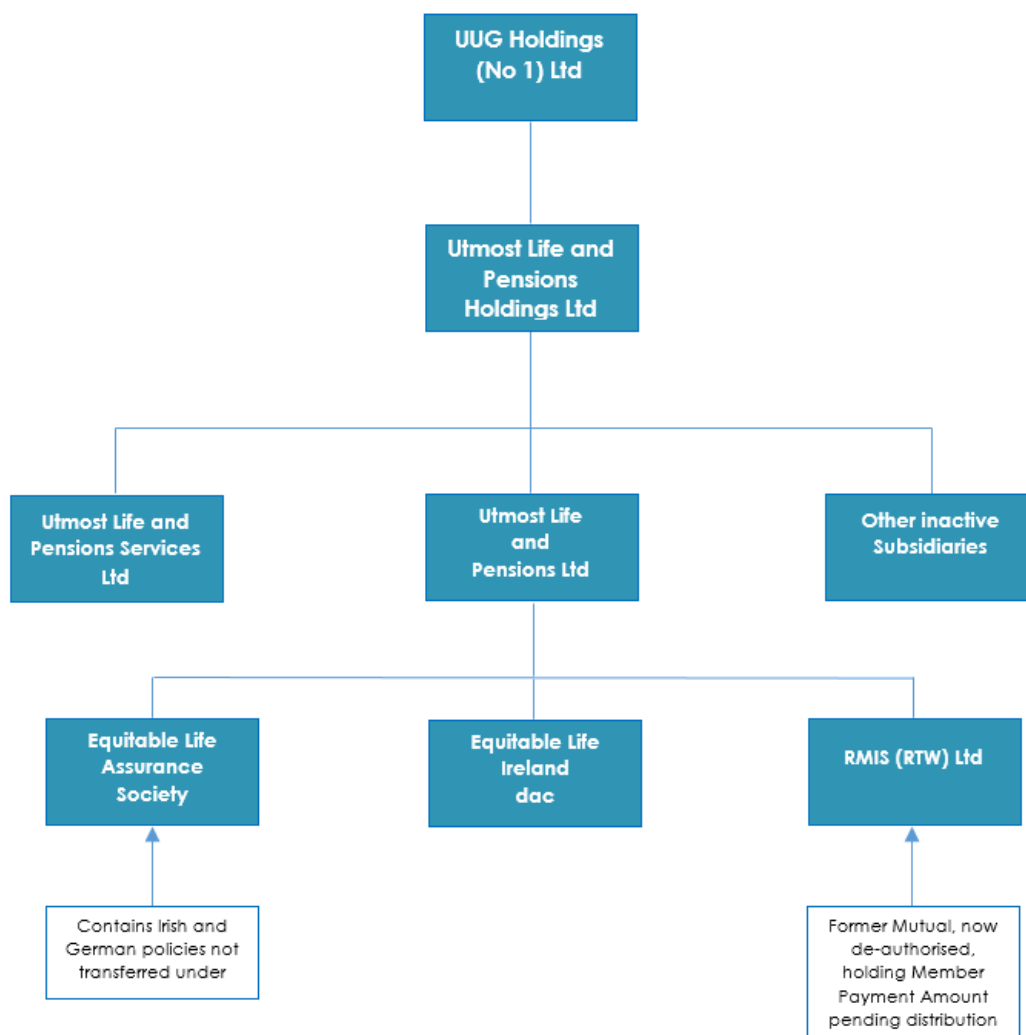 UUG Holdings
(No 1) Ltd
Utmost Life and
Pensions
Holdings Ltd
Utmost Life and
Pensions Services
Ltd
Utmost Life
and
Pensions Ltd
Other inactive
Subsidiaries
Equitable Life
Assurance
Society
Equitable Life
Ireland
dac
RMIS (RTW) Ltd
Contains Irish and
German policies not
transferred under
Former Mutual, now
de-authorised,
holding Member
Payment Amount
pending distribution